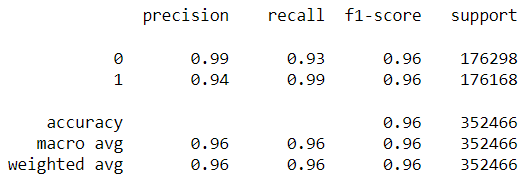 precision recall f1-score support
0 0.99 0.93 0.96 176298
1 0.94 0.99 0.96 176168
accuracy 0.96 352466
macro avg 0.96 0.96 0.96 352466
weighted avg 0.96 0.96 0.96 352466